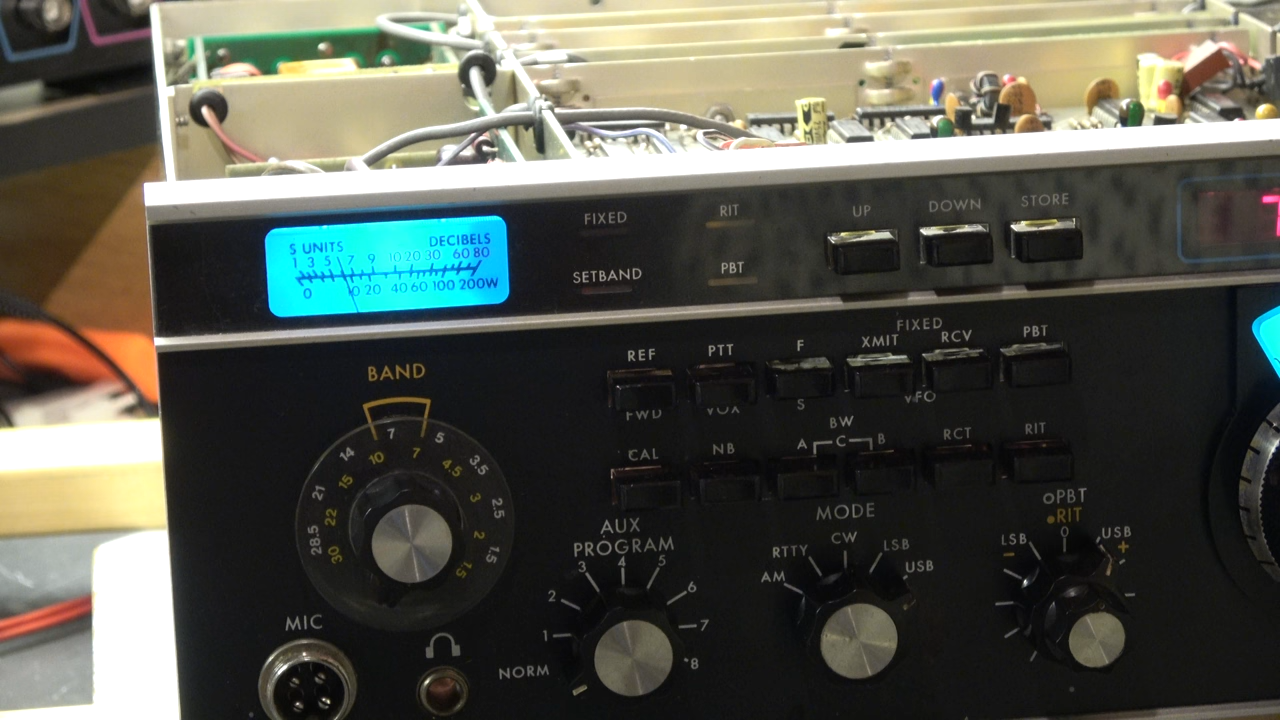 S UNITS DECIBELS
1 3 5 7 9 10 20 30 60 80
0 10 20 40 60 100 200W
FIXED RIT
SETBAND PBT
UP DOWN STORE
7
BAND
7 5 3.5 2.5 1.5
14 21 28.5
10 7 4.5 3 2 1.5
15 22 30
FIXED
REF PTT F XMIT RCV PBT
FWD VOX S VFO
BW
CAL NB A C B RCT RIT
AUX
PROGRAM
NORM 1 2 3 4 5 6 7 8
MODE
AM RTTY CW LSB USB
PBT
RIT
LSB 0 USB
- +
MIC